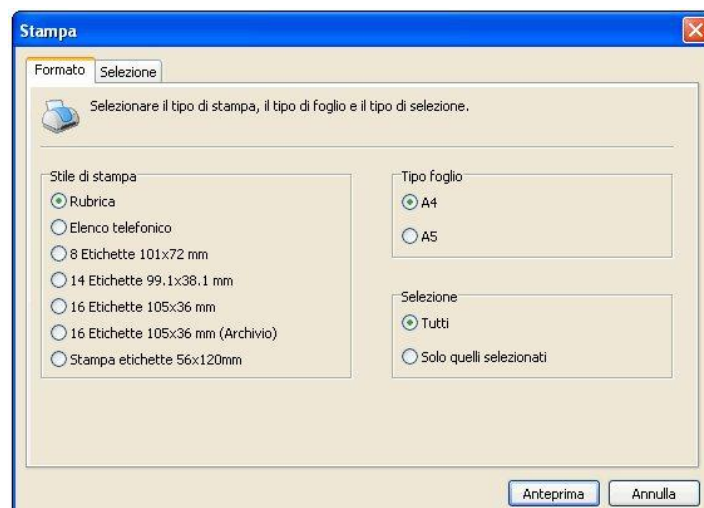 Stampa
Formato
Selezione
Selezionare il tipo di stampa, il tipo di foglio e il tipo di selezione.
Stile di stampa
Rubrica
Elenco telefonico
8 Etichette 101x72 mm
14 Etichette 99.1x38.1 mm
16 Etichette 105x36 mm
16 Etichette 105x36 mm (Archivio)
Stampa etichette 56x120mm
Tipo foglio
A4
A5
Selezione
Tutti
Solo quelli selezionati
Anteprima
Annulla